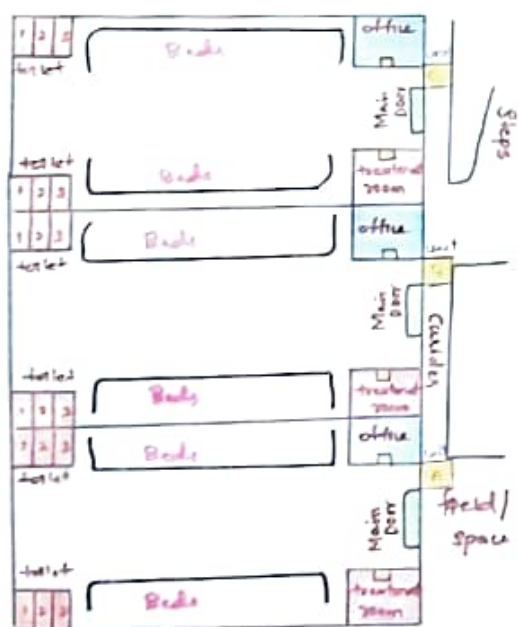 1 2 3
Beds
office
toilet
Main
Door
Steps
toilet
Beds
treatment
room
1 2 3
1 2 3
Beds
office
toilet
Main
Door
Corridor
toilet
Beds
treatment
room
1 2 3
1 2 3
Beds
office
toilet
Main
Door
field/
space
toilet
Beds
treatment
room
1 2 3